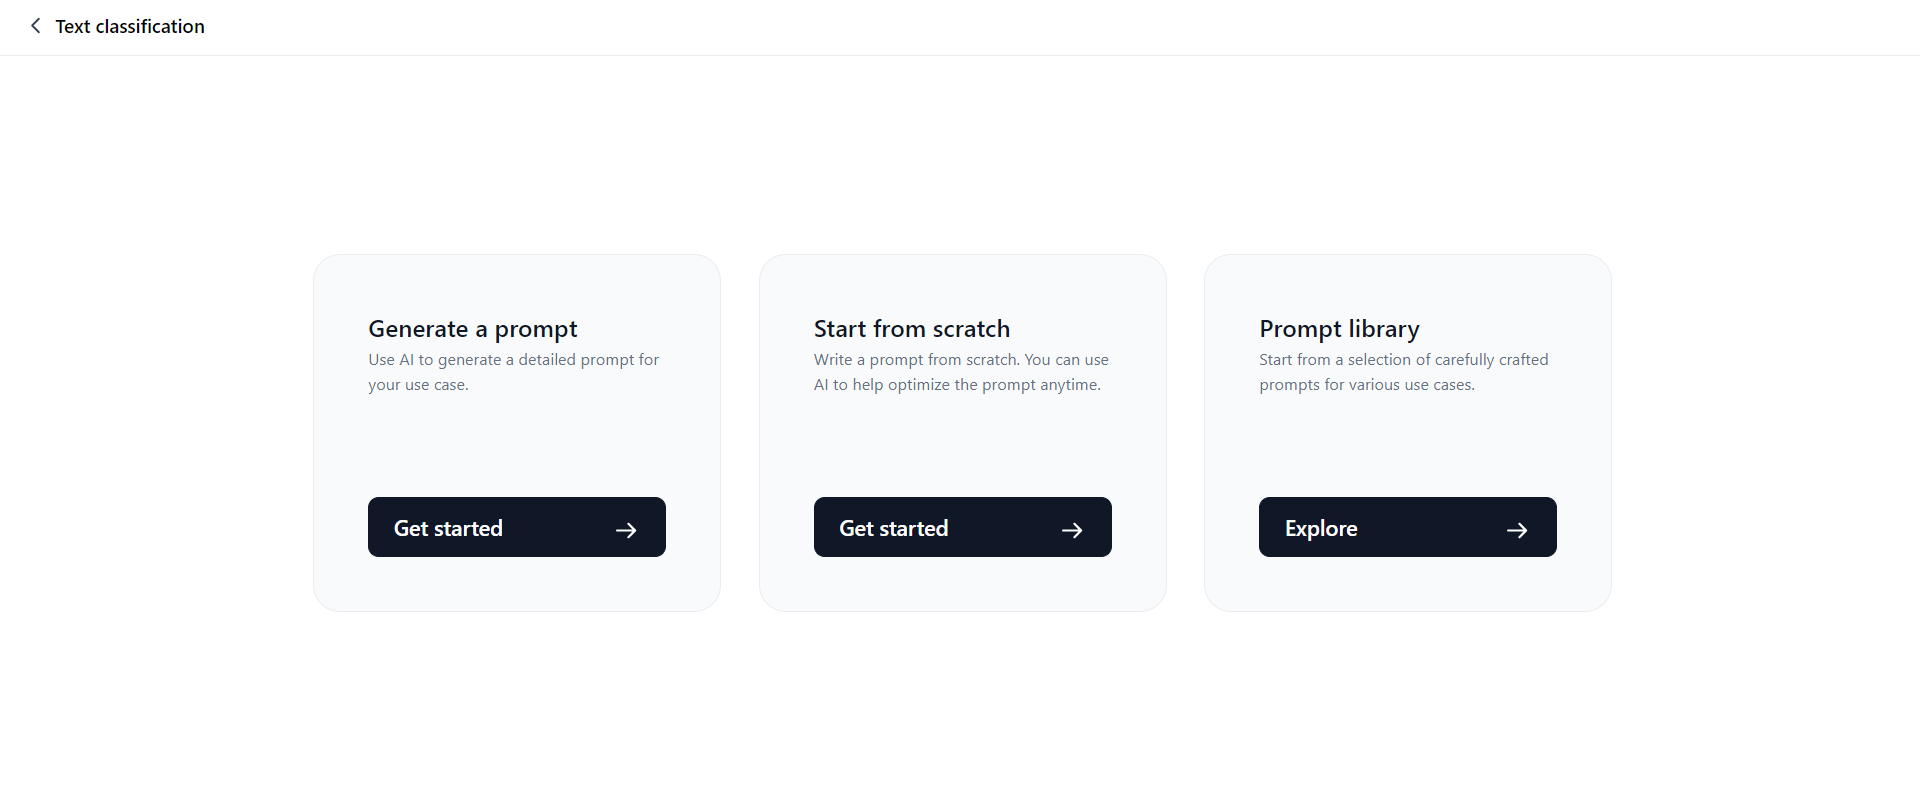 Text classification
Generate a prompt
Use AI to generate a detailed prompt for
your use case.
Get started
Start from scratch
Write a prompt from scratch. You can use
AI to help optimize the prompt anytime.
Get started
Prompt library
Start from a selection of carefully crafted
prompts for various use cases.
Explore